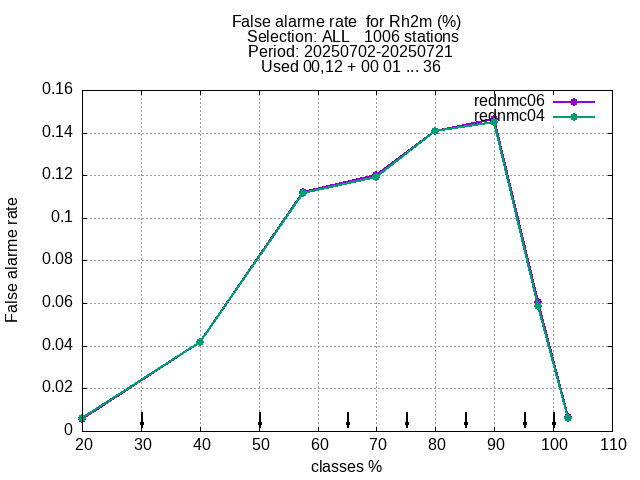 False alarme rate  for Rh2m (%)
Selection: ALL   1006 stations
Period: 20250702-20250721
Used 00,12 + 00 01 ... 36
rednmc06
rednmc04
False alarme rate
0.16
0.14
0.12
0.1
0.08
0.06
0.04
0.02
0
20 30 40 50 60 70 80 90 100 110
classes %